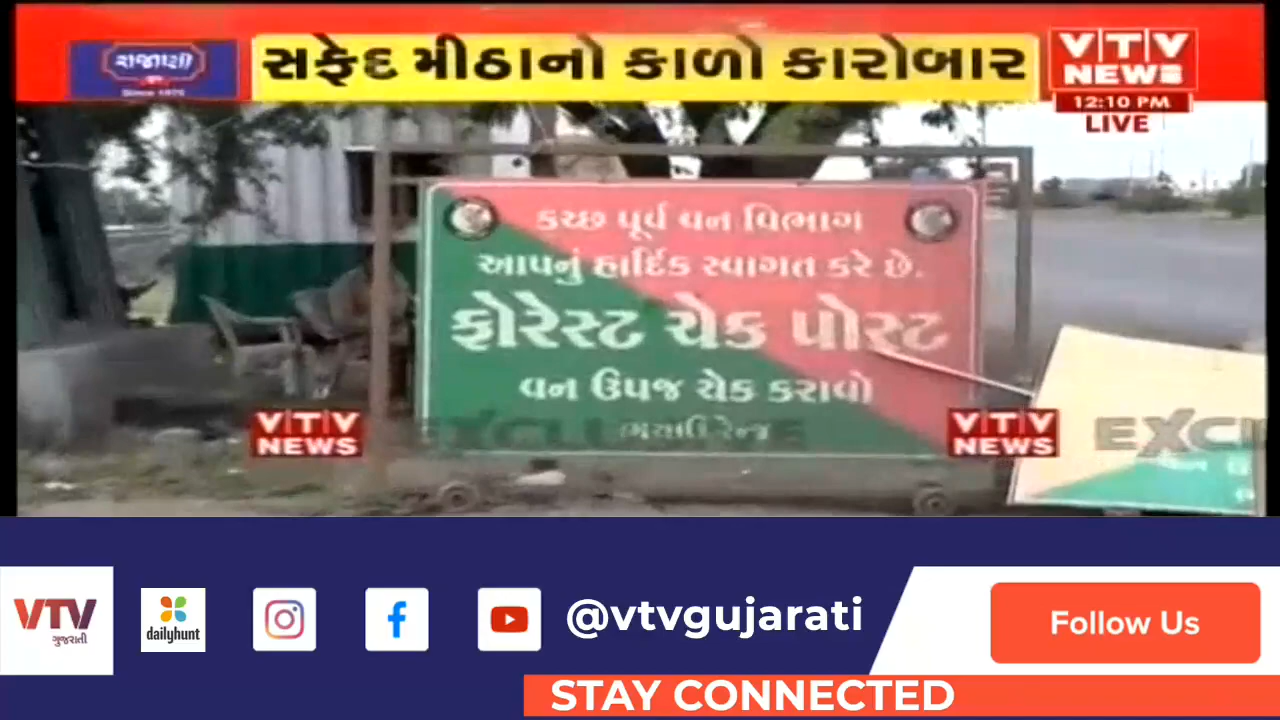 રાજાણી
Since 1975
સફેદ મીઠાનો કાળો કારોબાર
VTV
NEWS
12:10 PM
LIVE
કચ્છ પૂર્વ વન વિભાગ
આપનું હાર્દિક સ્વાગત કરે છે.
ફોરેસ્ટ ચેક પોસ્ટ
વન ઉપજ ચેક કરાવો
VTV
NEWS
VTV
NEWS
VTV
ગુજરાતી
dailyhunt
@vtvgujarati
Follow Us
STAY CONNECTED